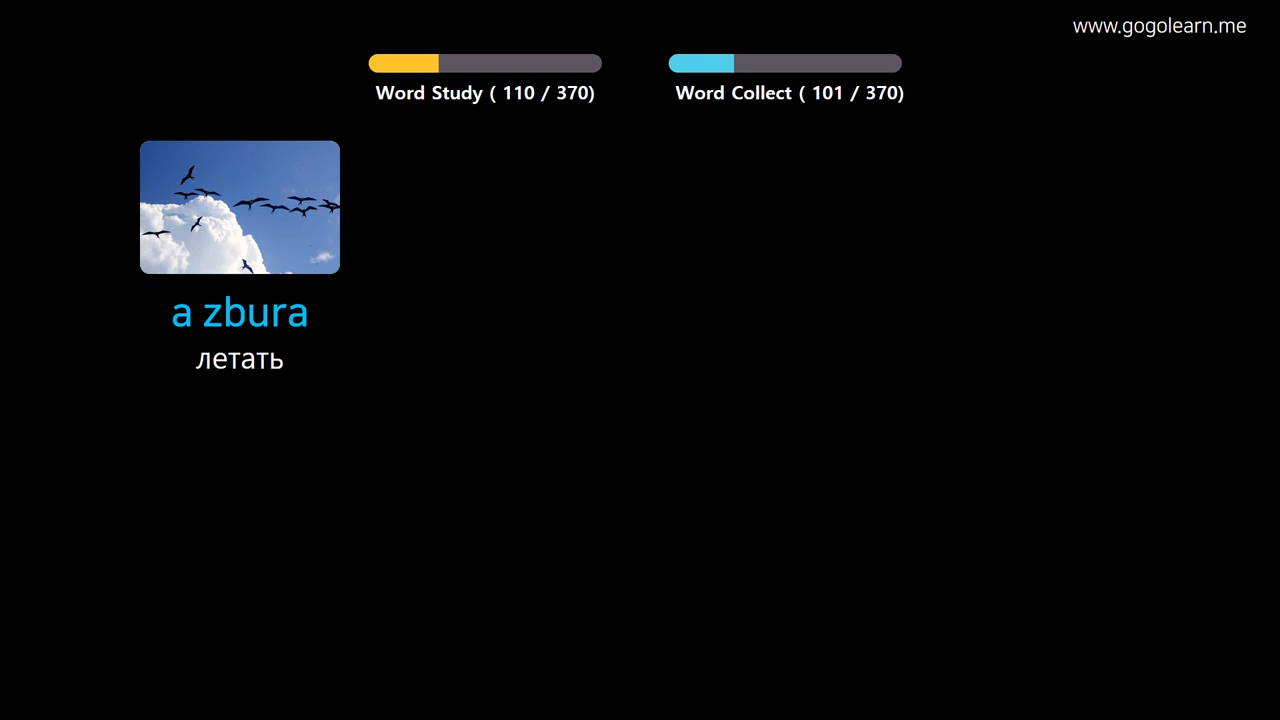 www.gogolearn.me
Word Study ( 110 / 370)
Word Collect ( 101 / 370)
a zbura
летать